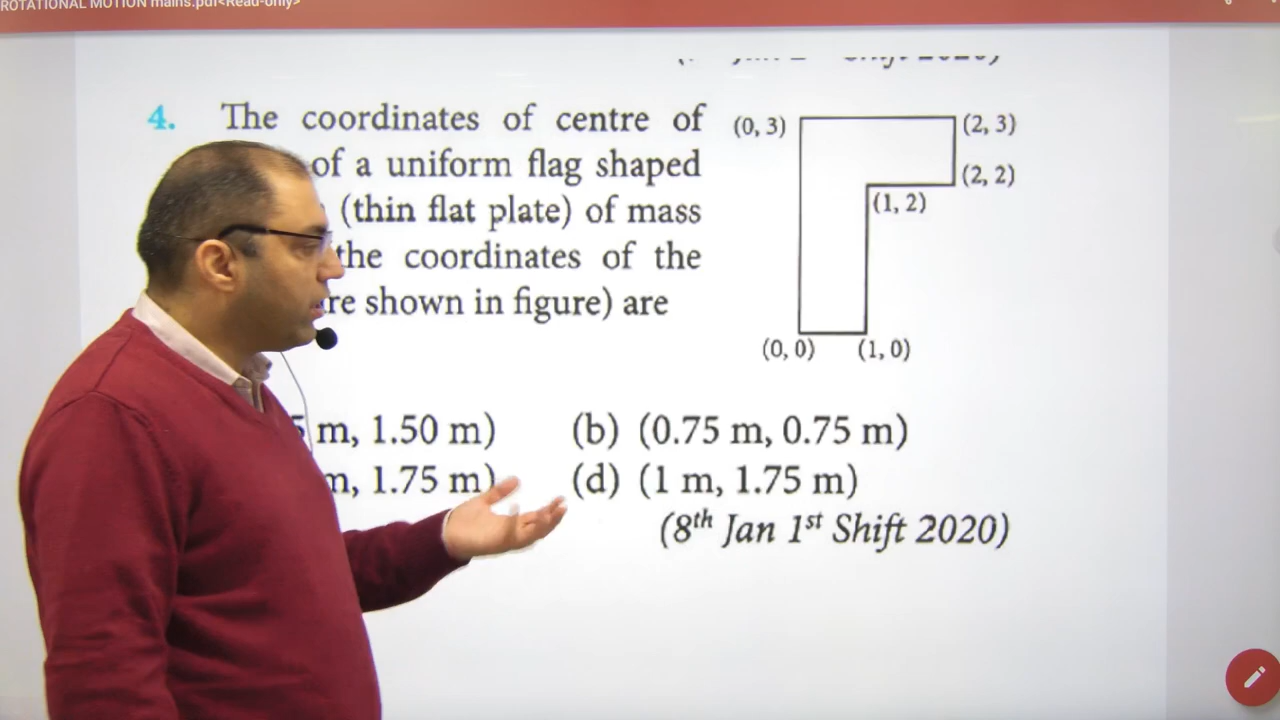 ROTATIONAL MOTION mains.pdf<Read-only>
4. The coordinates of centre of
of a uniform flag shaped
(thin flat plate) of mass
the coordinates of the
re shown in figure) are
(0, 3)
(2, 3)
(2, 2)
(1, 2)
(0, 0) (1, 0)
m, 1.50 m) (b) (0.75 m, 0.75 m)
m, 1.75 m) (d) (1 m, 1.75 m)
(8th Jan 1st Shift 2020)